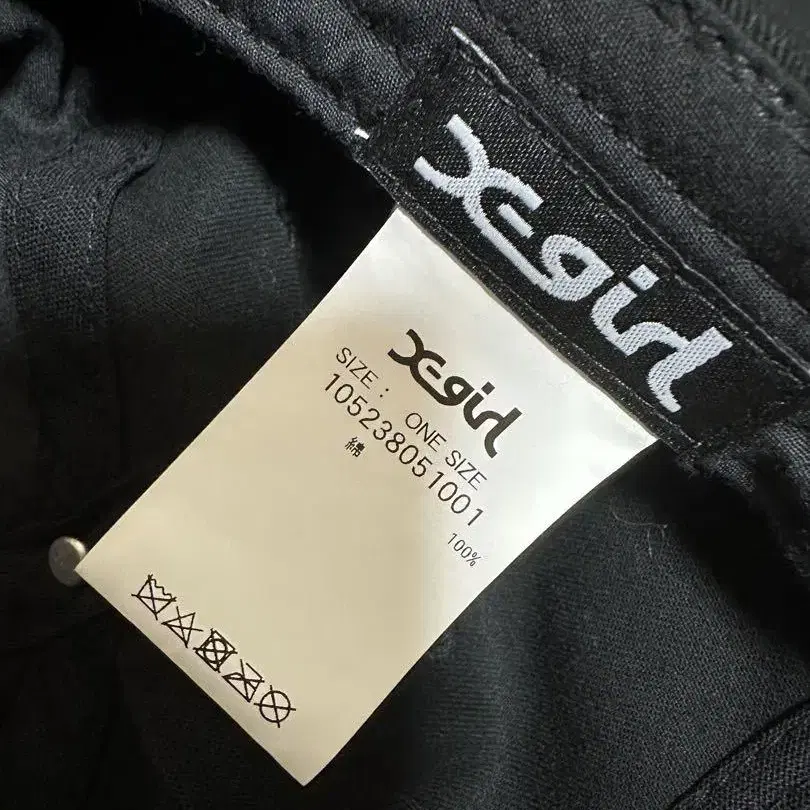 X-girl
X-girl
SIZE : ONE SIZE
105238051001
綿 100%